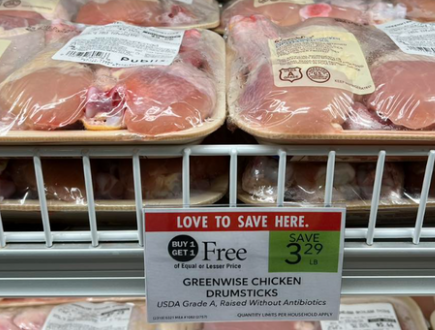 Publix
LOVE TO SAVE HERE.
BUY 1
GET 1
Free
of Equal or Lesser Price
SAVE
3 29
LB
GREENWISE CHICKEN
DRUMSTICKS
USDA Grade A, Raised Without Antibiotics
QUANTITY LIMITS PER HOUSEHOLD APPLY